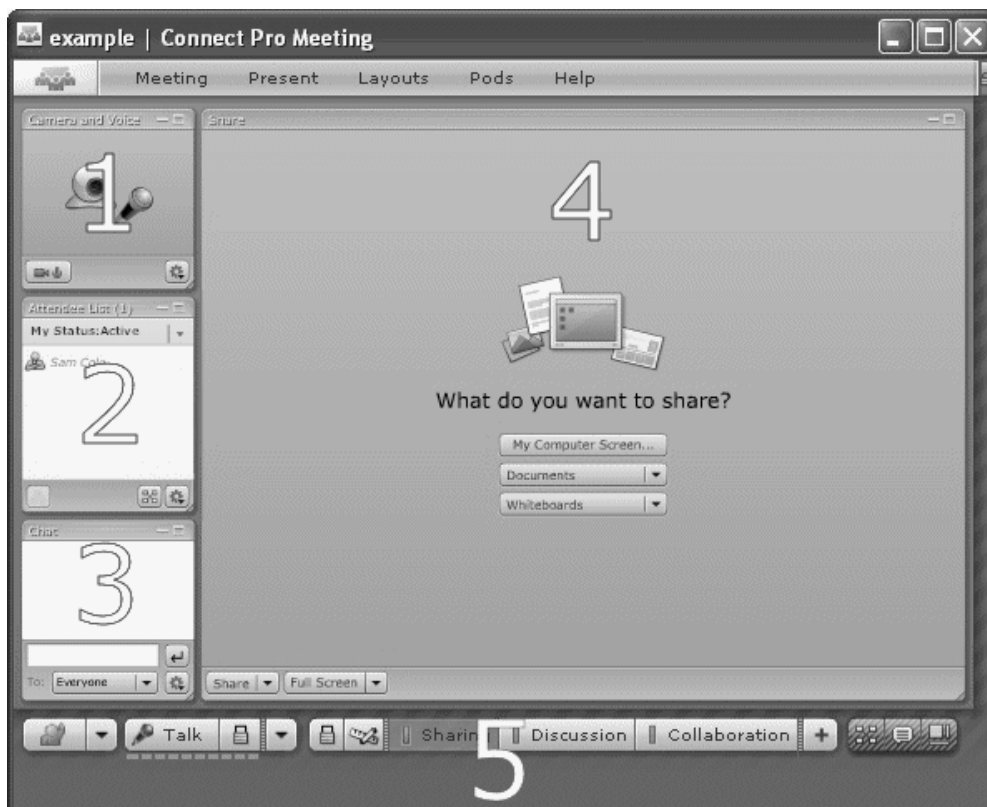 example | Connect Pro Meeting
Meeting Present Layouts Pods Help
Camera and Voice
1
Attendee List (1)
My Status:Active
Sam
2
Chat
3
To: Everyone
Share
4
What do you want to share?
My Computer Screen...
Documents
Whiteboards
Share Full Screen
Talk Sharin Discussion Collaboration +
5